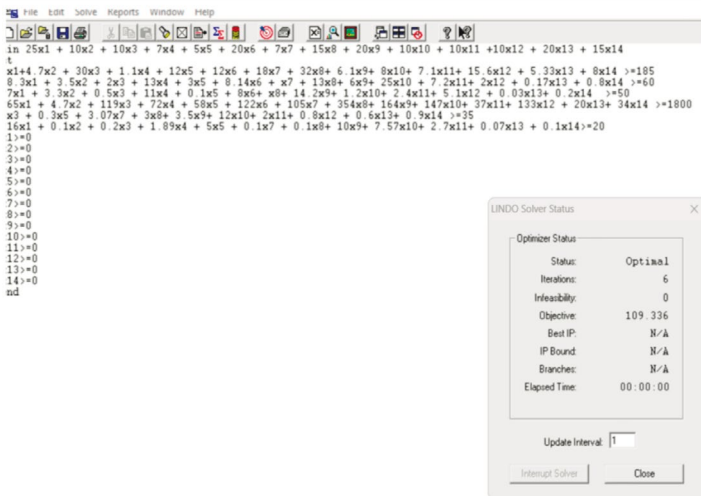 File Edit Solve Reports Window Help
in 25x1 + 10x2 + 10x3 + 7x4 + 5x5 + 20x6 + 7x7 + 15x8 + 20x9 + 10x10 + 10x11 +10x12 + 20x13 + 15x14
t
x1+4.7x2 + 30x3 + 1.1x4 + 12x5 + 12x6 + 18x7 + 32x8+ 6.1x9+ 8x10+ 7.1x11+ 15.6x12 + 5.33x13 + 8x14 >=185
8.3x1 + 3.5x2 + 2x3 + 13x4 + 3x5 + 8.14x6 + x7 + 13x8+ 6x9+ 25x10 + 7.2x11+ 2x12 + 0.17x13 + 0.8x14 >=60
7x1 + 3.3x2 + 0.5x3 + 11x4 + 0.1x5 + 8x6+ x8+ 14.2x9+ 1.2x10+ 2.4x11+ 5.1x12 + 0.03x13+ 0.2x14 >=50
65x1 + 4.7x2 + 119x3 + 72x4 + 58x5 + 122x6 + 105x7 + 354x8+ 164x9+ 147x10+ 37x11+ 133x12 + 20x13+ 34x14 >=1800
x3 + 0.3x5 + 3.07x7 + 3x8+ 3.5x9+ 12x10+ 2x11+ 0.8x12 + 0.6x13+ 0.9x14 >=35
16x1 + 0.1x2 + 0.2x3 + 1.89x4 + 5x5 + 0.1x7 + 0.1x8+ 10x9+ 7.57x10+ 2.7x11+ 0.07x13 + 0.1x14>=20
1>=0
2>=0
3>=0
4>=0
5>=0
6>=0
7>=0
8>=0
9>=0
10>=0
11>=0
12>=0
13>=0
14>=0
nd
LINDO Solver Status
Optimizer Status
Status: Optimal
Iterations: 6
Infeasibility: 0
Objective: 109.336
Best IP: N/A
IP Bound: N/A
Branches: N/A
Elapsed Time: 00:00:00
Update Interval: 1
Interrupt Solver Close